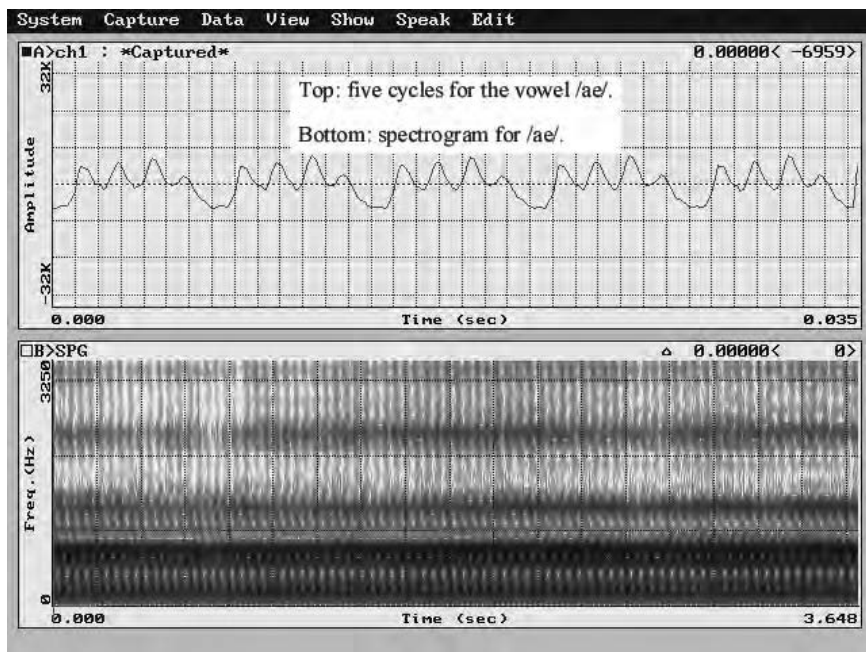 System Capture Data View Show Speak Edit
■A>ch1 : *Captured* 0.00000< -6959>
32K
Top: five cycles for the vowel /ae/.
Bottom: spectrogram for /ae/.
Amplitude
-32K
0.000 Time (sec) 0.035
□B>SPG △ 0.00000< 0>
3250
Freq.(Hz)
0
0.000 Time (sec) 3.648